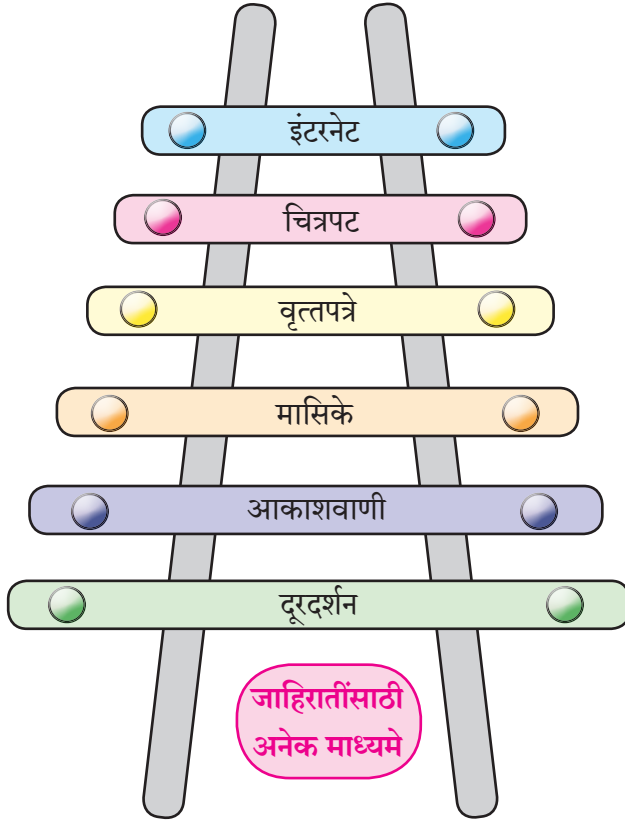 इंटरनेट
चित्रपट
वृत्तपत्रे
मासिके
आकाशवाणी
दूरदर्शन
जाहिरातींसाठी
अनेक माध्यमे